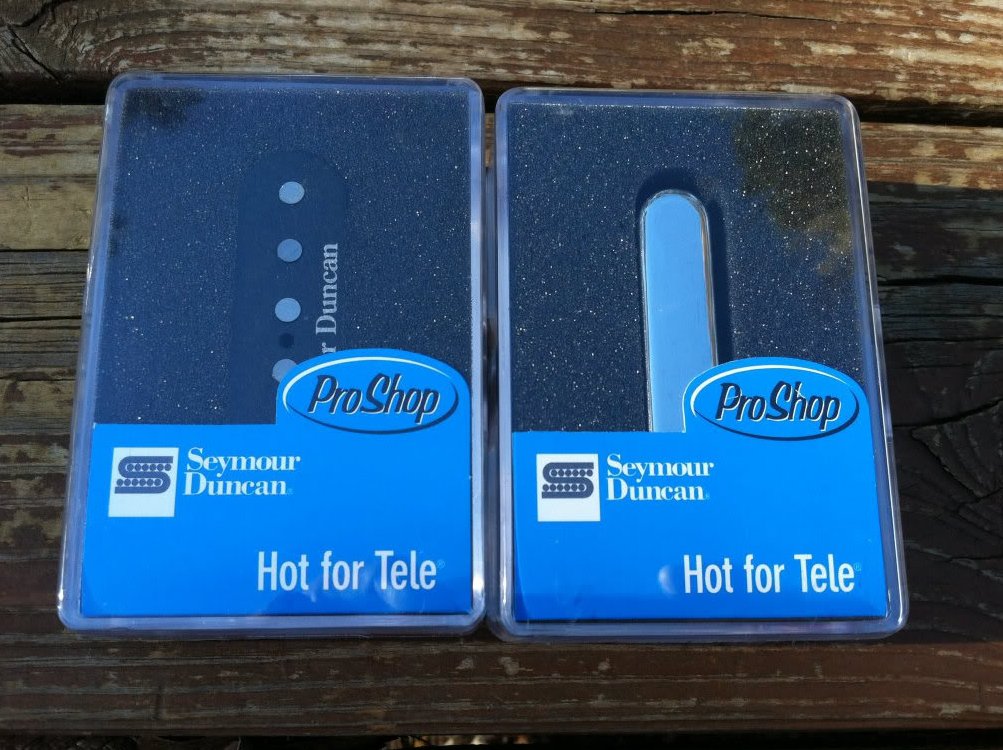 r Duncan
ProShop
Seymour
Duncan®
Hot for Tele®
ProShop
Seymour
Duncan®
Hot for Tele®